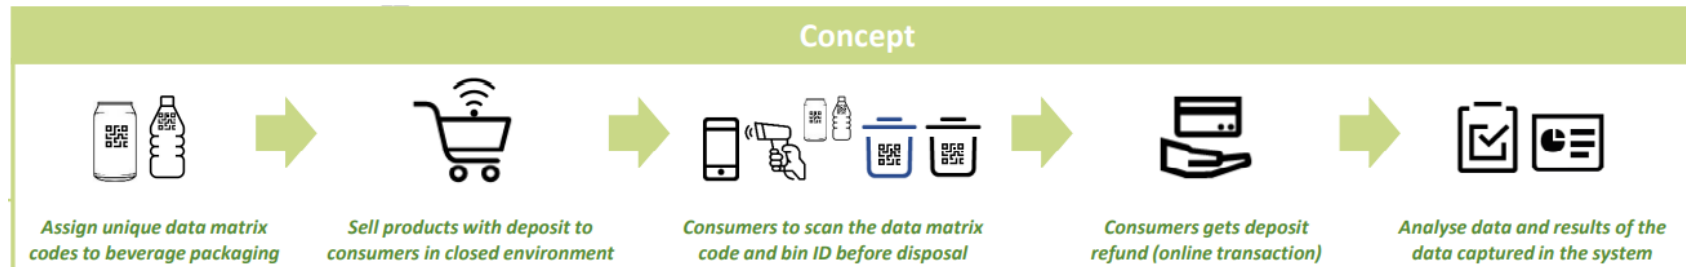 Concept
Assign unique data matrix
codes to beverage packaging
Sell products with deposit to
consumers in closed environment
Consumers to scan the data matrix
code and bin ID before disposal
Consumers gets deposit
refund (online transaction)
Analyse data and results of the
data captured in the system